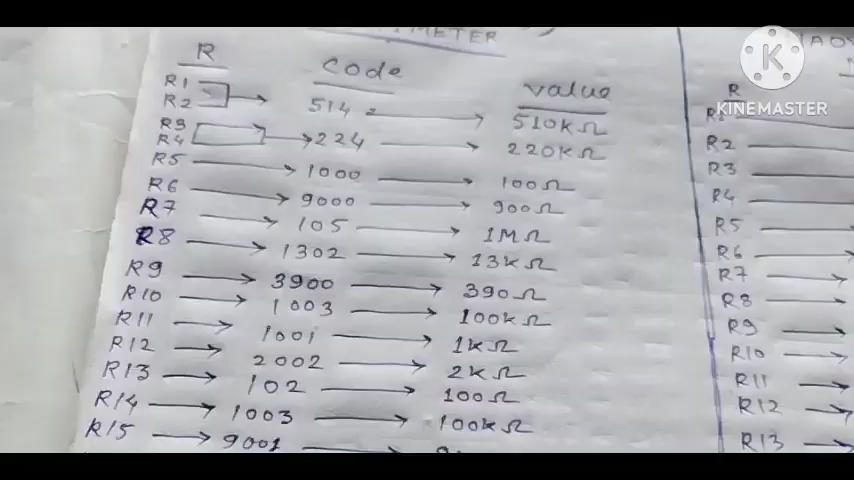 METER
R Code Value
R1
R2 → 514 → 510KΩ
R3
R4 → 224 → 220KΩ
R5 → 1000 → 100Ω
R6 → 9000 → 900Ω
R7 → 105 → 1MΩ
R8 → 1302 → 13KΩ
R9 → 3900 → 390Ω
R10 → 1003 → 100KΩ
R11 → 1001 → 1KΩ
R12 → 2002 → 2KΩ
R13 → 102 → 100Ω
R14 → 1003 → 100KΩ
R15 → 9001 →
R
R1
R2
R3
R4
R5
R6
R7
R8
R9
R10
R11
R12
R13
KINEMASTER